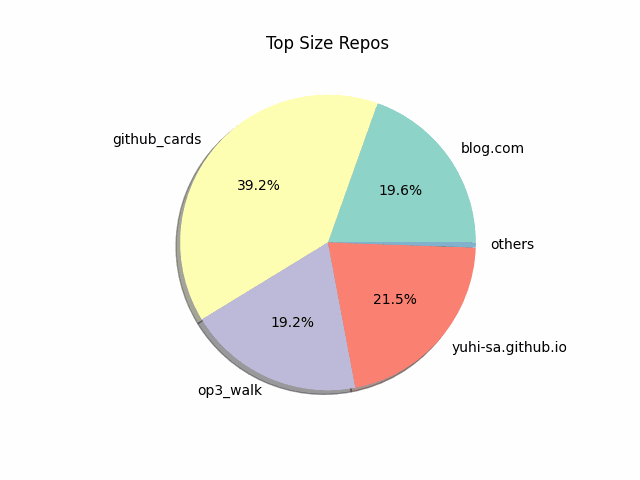 Top Size Repos
github_cards
blog.com
39.2%
19.6%
others
21.5%
19.2%
yuhi-sa.github.io
op3_walk